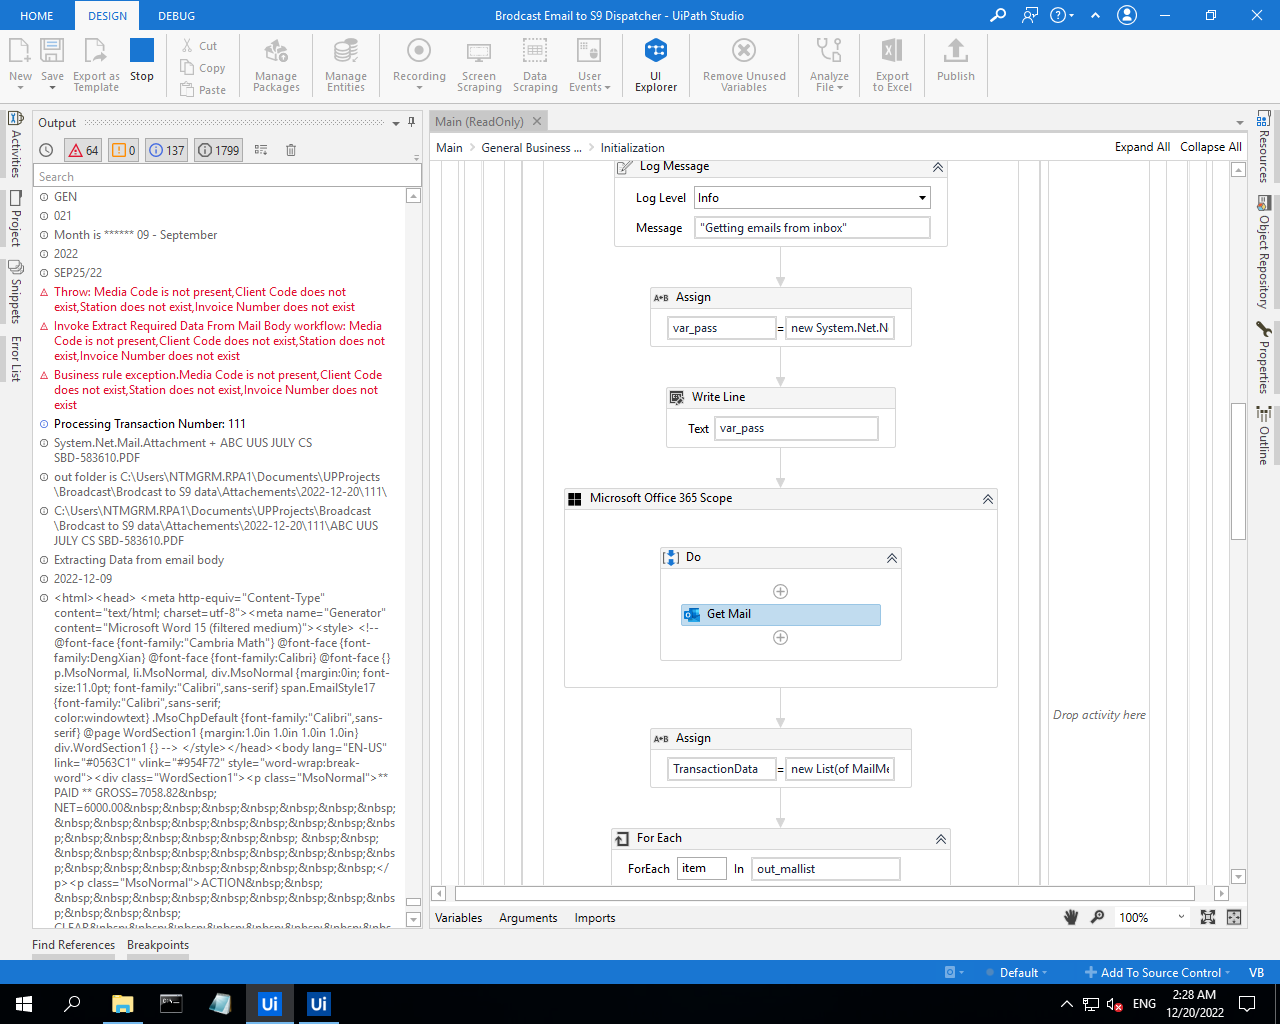 HOME
DESIGN
DEBUG
Brodcast Email to S9 Dispatcher - UiPath Studio
New
Save
Export as
Template
Stop
Cut
Copy
Paste
Manage
Packages
Manage
Entities
Recording
Screen
Scraping
Data
Scraping
User
Events
UI
Explorer
Remove Unused
Variables
Analyze
File
Export
to Excel
Publish
Activities
Project
Snippets
Error List
Output
64
0
137
1799
Search
GEN
021
Month is ****** 09 - September
2022
SEP25/22
Throw: Media Code is not present,Client Code does not
exist,Station does not exist,Invoice Number does not exist
Invoke Extract Required Data From Mail Body workflow: Media
Code is not present,Client Code does not exist,Station does not
exist,Invoice Number does not exist
Business rule exception.Media Code is not present,Client Code
does not exist,Station does not exist,Invoice Number does not
exist
Processing Transaction Number: 111
System.Net.Mail.Attachment + ABC UUS JULY CS
SBD-583610.PDF
out folder is C:\Users\NTMGRM.RPA1\Documents\UPProjects
\Broadcast\Brodcast to S9 data\Attachements\2022-12-20\111\
C:\Users\NTMGRM.RPA1\Documents\UPProjects\Broadcast
\Brodcast to S9 data\Attachements\2022-12-20\111\ABC UUS
JULY CS SBD-583610.PDF
Extracting Data from email body
2022-12-09
<html><head> <meta http-equiv="Content-Type"
content="text/html; charset=utf-8"><meta name="Generator"
content="Microsoft Word 15 (filtered medium)"><style> <!--
@font-face {font-family:"Cambria Math"} @font-face {font-
family:DengXian} @font-face {font-family:Calibri} @font-face {}
p.MsoNormal, li.MsoNormal, div.MsoNormal {margin:0in; font-
size:11.0pt; font-family:"Calibri",sans-serif} span.EmailStyle17
{font-family:"Calibri",sans-serif;
color:windowtext} .MsoChpDefault {font-family:"Calibri",sans-
serif} @page WordSection1 {margin:1.0in 1.0in 1.0in 1.0in}
div.WordSection1 {} --> </style></head><body lang="EN-US"
link="#0563C1" vlink="#954F72" style="word-wrap:break-
word"><div class="WordSection1"><p class="MsoNormal">**
PAID ** GROSS=7058.82&nbsp;
NET=6000.00&nbsp;&nbsp;&nbsp;&nbsp;&nbsp;&nbsp;&nbsp;
&nbsp;&nbsp;&nbsp;&nbsp;&nbsp;&nbsp;&nbsp;&nbsp;&nb
sp;&nbsp;&nbsp;&nbsp;&nbsp;&nbsp; &nbsp;&nbsp;
&nbsp;&nbsp;&nbsp;&nbsp;&nbsp;&nbsp;&nbsp;&nbsp;&nb
sp;&nbsp;&nbsp;&nbsp;&nbsp;&nbsp;&nbsp;&nbsp;</
p><p class="MsoNormal">ACTION&nbsp;&nbsp;
&nbsp;&nbsp;&nbsp;&nbsp;&nbsp;&nbsp;&nbsp;&nbsp;&nb
sp;&nbsp;&nbsp;
Find References
Breakpoints
Main (ReadOnly)
Main
General Business ...
Initialization
Expand All
Collapse All
Log Message
Log Level
Info
Message
"Getting emails from inbox"
Assign
var_pass
=
new System.Net.N
Write Line
Text
var_pass
Microsoft Office 365 Scope
Do
Get Mail
Assign
TransactionData
=
new List(of MailMe
For Each
ForEach
item
In
out_mallist
Drop activity here
Variables
Arguments
Imports
100%
Resources
Object Repository
Properties
Outline
Default
Add To Source Control
VB
Ui
Ui
ENG
2:28 AM
12/20/2022